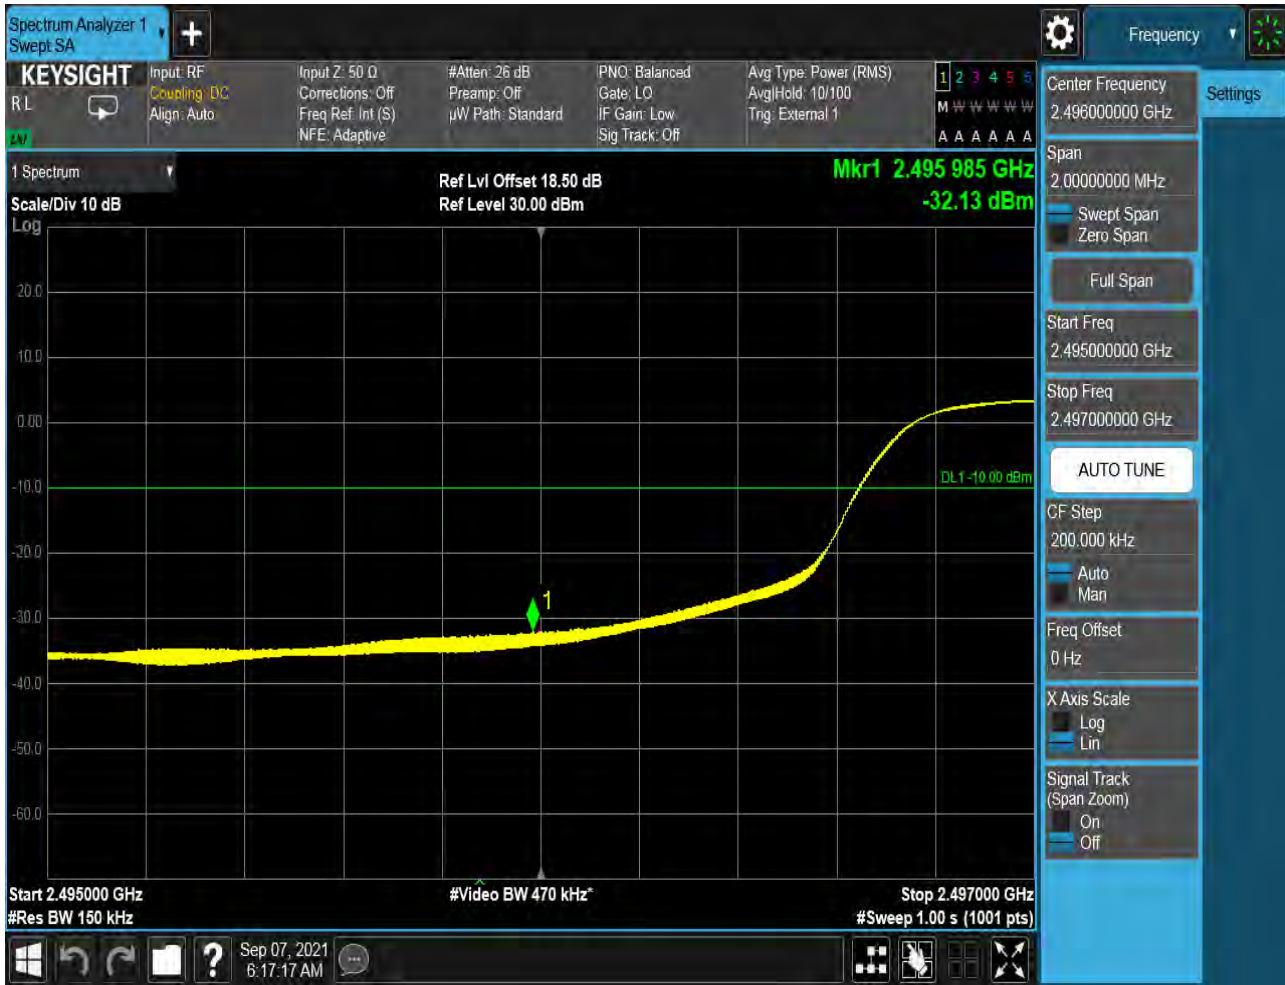 Spectrum Analyzer 1
Swept SA
Frequency
KEYSIGHT
R L
LXI
Input: RF
Coupling: DC
Align: Auto
Input Z: 50 Ω
Corrections: Off
Freq Ref: Int (S)
NFE: Adaptive
#Atten: 26 dB
Preamp: Off
µW Path: Standard
PNO: Balanced
Gate: LO
IF Gain: Low
Sig Track: Off
Avg Type: Power (RMS)
Avg|Hold: 10/100
Trig: External 1
1 2 3 4 5 6
M W W W W W
A A A A A A
1 Spectrum
Scale/Div 10 dB
Log
Ref Lvl Offset 18.50 dB
Ref Level 30.00 dBm
Mkr1 2.495 985 GHz
-32.13 dBm
20.0
10.0
0.00
-10.0
-20.0
-30.0
-40.0
-50.0
-60.0
DL1 -10.00 dBm
1
Start 2.495000 GHz
#Res BW 150 kHz
#Video BW 470 kHz*
Stop 2.497000 GHz
#Sweep 1.00 s (1001 pts)
Sep 07, 2021
6:17:17 AM
?
Center Frequency
2.496000000 GHz
Settings
Span
2.00000000 MHz
Swept Span
Zero Span
Full Span
Start Freq
2.495000000 GHz
Stop Freq
2.497000000 GHz
AUTO TUNE
CF Step
200.000 kHz
Auto
Man
Freq Offset
0 Hz
X Axis Scale
Log
Lin
Signal Track
(Span Zoom)
On
Off